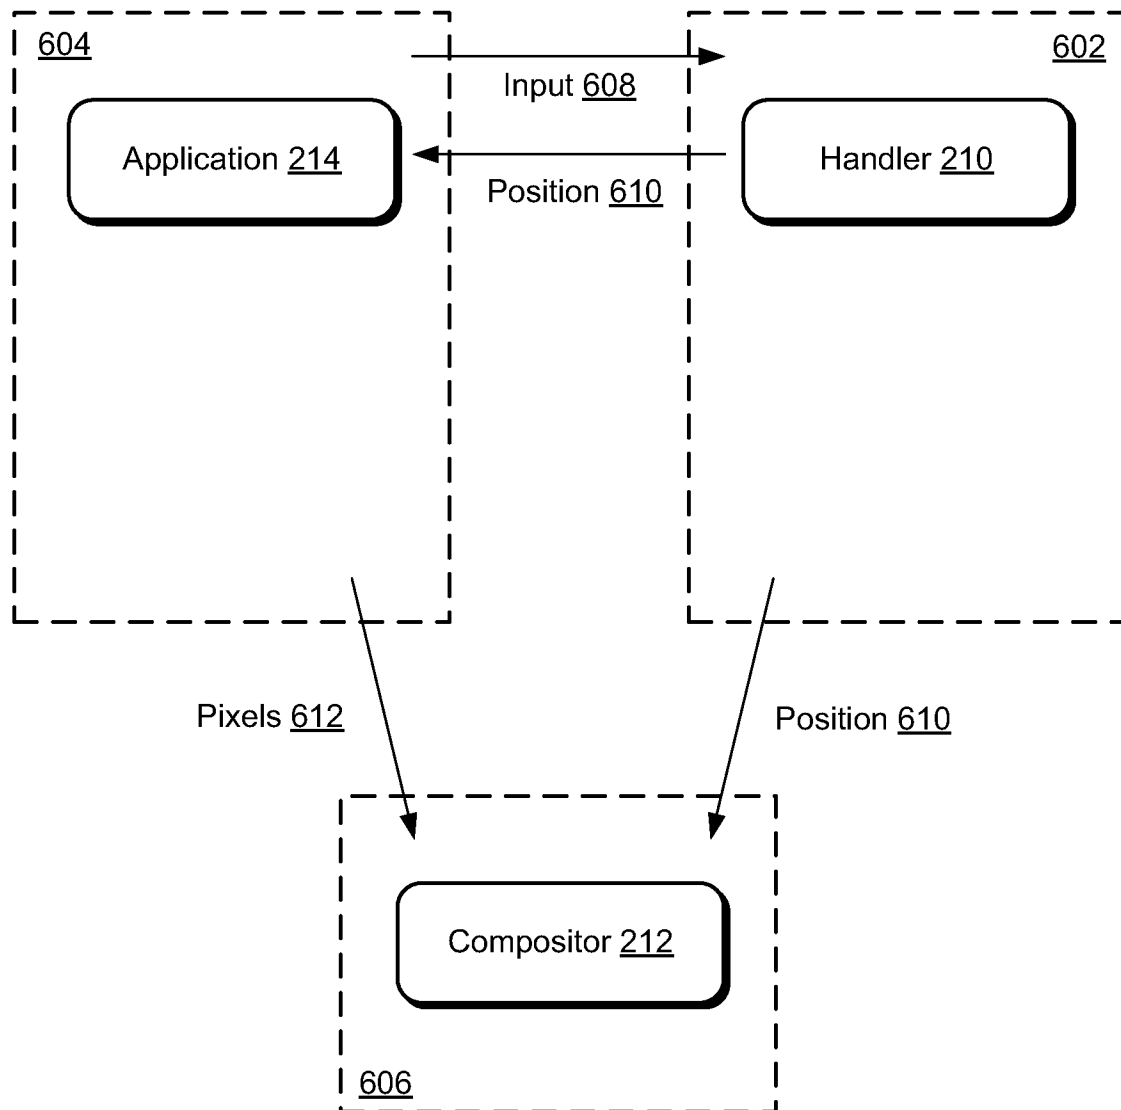 604
602
Input 608
Application 214
Handler 210
Position 610
Pixels 612
Position 610
Compositor 212
606